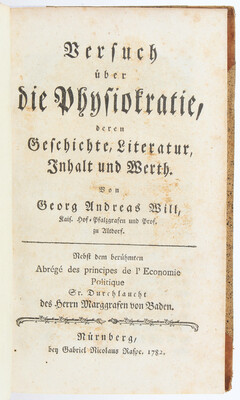 Versuch
über
die Physiokratie,
deren
Geschichte, Literatur,
Inhalt und Werth.
Von
Georg Andreas Will,
Kais. Hof-Pfalzgrafen und Prof.
zu Altdorf.
Nebst dem berühmten
Abrégé des principes de l'Economie
Politique
Sr. Durchlaucht
des Herrn Marggrafen von Baden.
Nürnberg,
bey Gabriel Nicolaus Raspe. 1782.